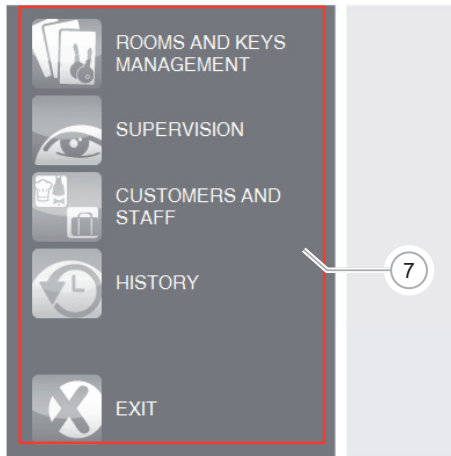 ROOMS AND KEYS
MANAGEMENT
SUPERVISION
CUSTOMERS AND
STAFF
7
HISTORY
EXIT